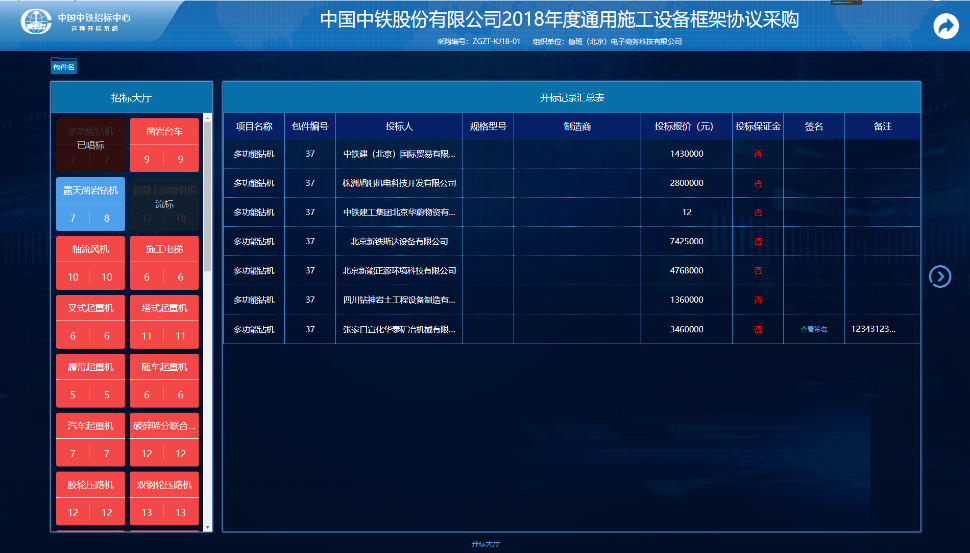 中国中铁招标中心
远程开标系统
中国中铁股份有限公司2018年度通用施工设备框架协议采购
采购编号: ZGZT-KJ18-01 组织单位: 鲁班（北京）电子商务科技有限公司
包件名
招标大厅
多功能钻机
已唱标
/ /
凿岩台车
9 9
露天凿岩钻机
7 8
流标
17 18
轴流风机
10 10
施工电梯
6 6
叉式起重机
6 6
塔式起重机
11 11
履带起重机
5 5
随车起重机
6 6
汽车起重机
7 7
破碎筛分联合...
12 12
胶轮压路机
12 12
双钢轮压路机
13 13
开标记录汇总表
项目名称 包件编号 投标人 规格型号 制造商 投标报价（元） 投标保证金 签名 备注
多功能钻机 37 中铁建（北京）国际贸易有限... 1430000 否
多功能钻机 37 株洲旭阳机电科技开发有限公司 2800000 否
多功能钻机 37 中铁建工集团北京华蔚物资有... 12 否
多功能钻机 37 北京新铁斯达设备有限公司 7425000 否
多功能钻机 37 北京新能正源环境科技有限公司 4768000 否
多功能钻机 37 四川钻神岩土工程设备制造有... 1360000 否
多功能钻机 37 张家口宣化华泰矿冶机械有限... 3460000 否 查看签名 12343123...
开标大厅